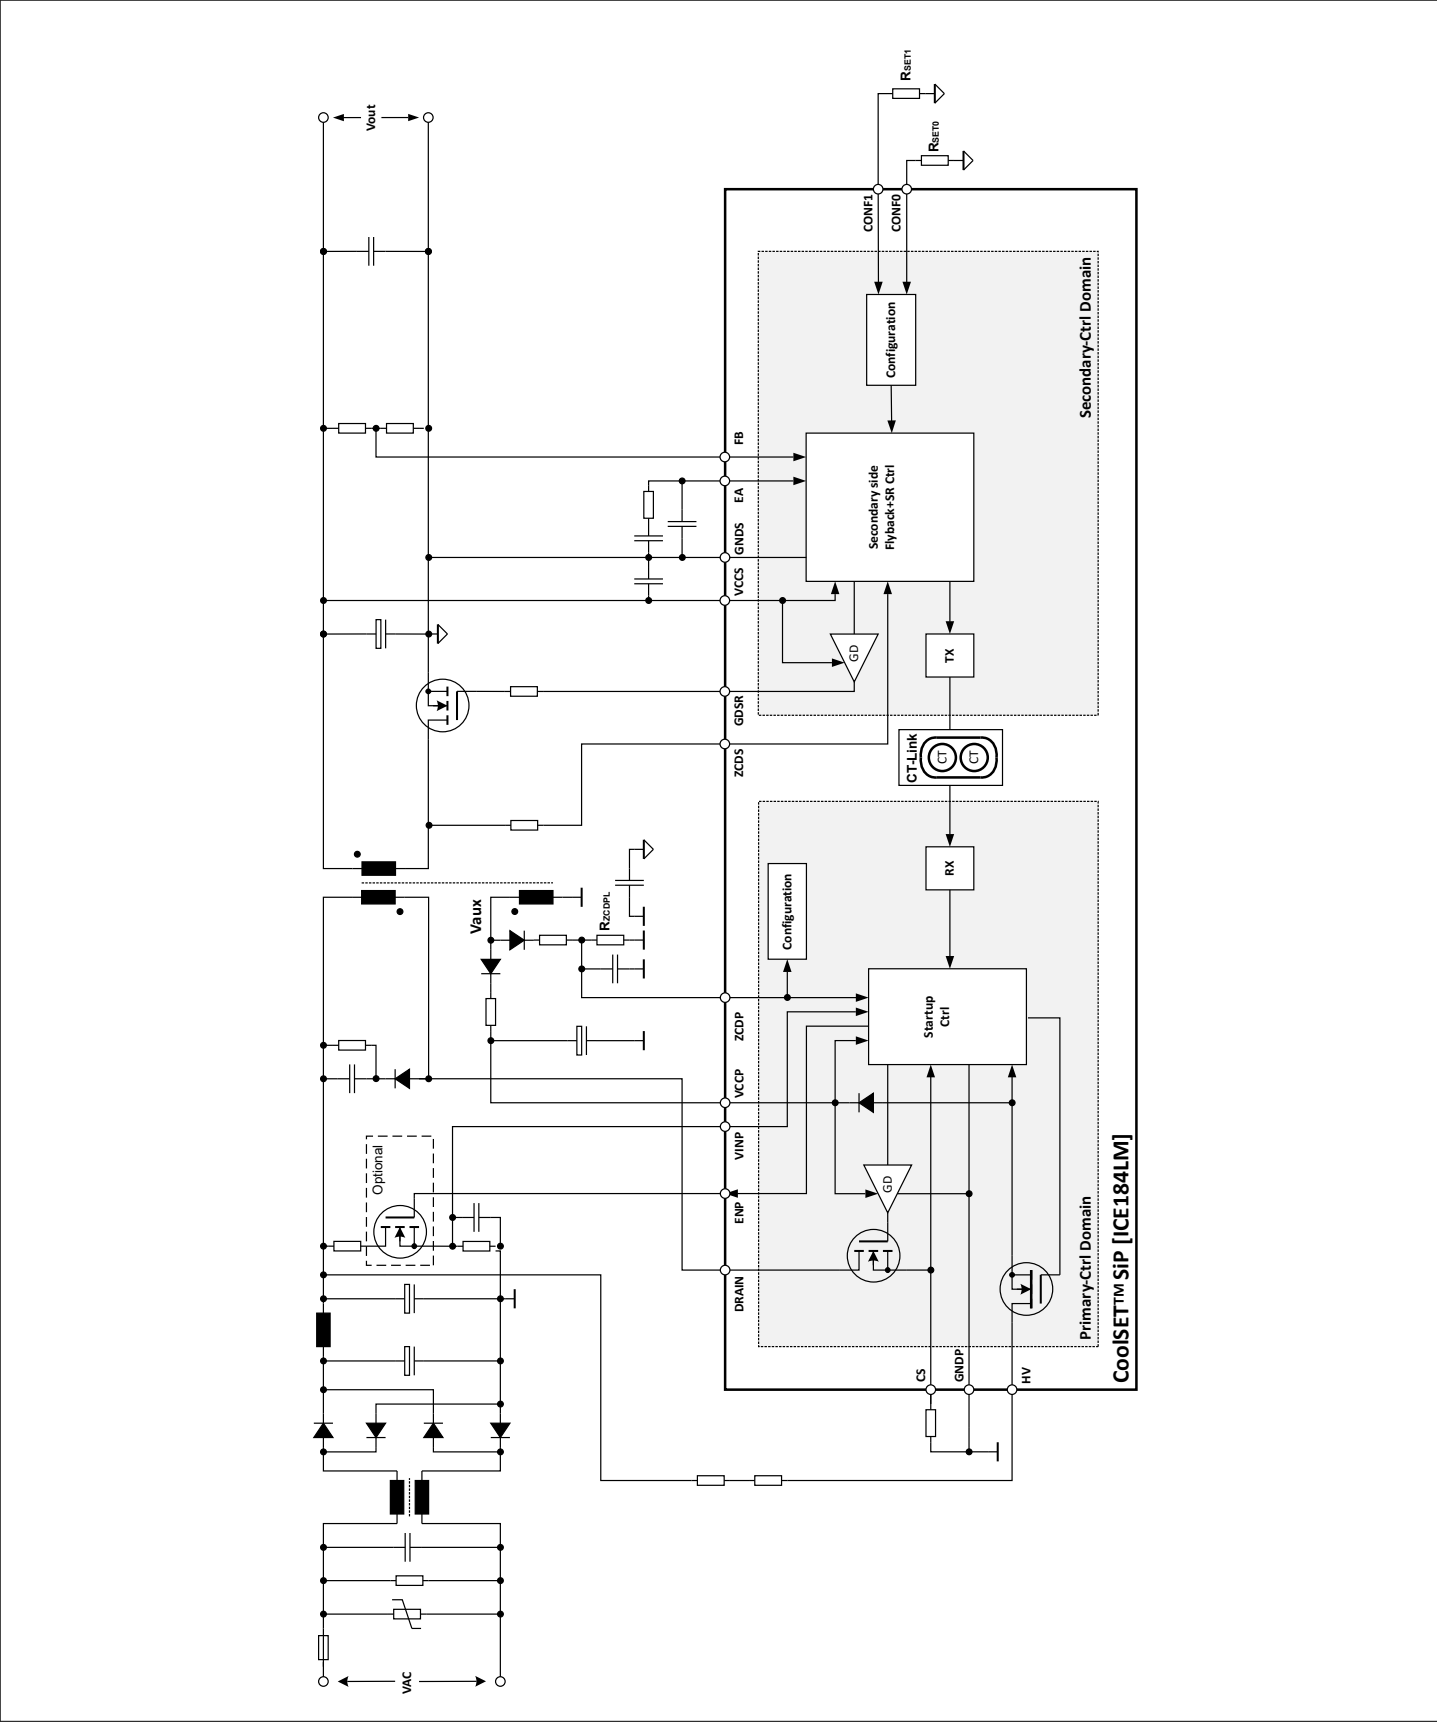 VAC
Optional
Vaux
RZCDPL
Vout
RSET1
RSET0
DRAIN
ENP
VINP
VCCP
ZCDP
ZCDS
GDSR
VCCS
GNDS
EA
FB
CONF1
CONF0
CS
GNDP
HV
GD
Startup
Ctrl
Configuration
RX
CT-Link
CT
CT
TX
GD
Secondary side
Flyback+SR Ctrl
Configuration
Primary-Ctrl Domain
Secondary-Ctrl Domain
CoolSET™ SiP [ICE184LM]